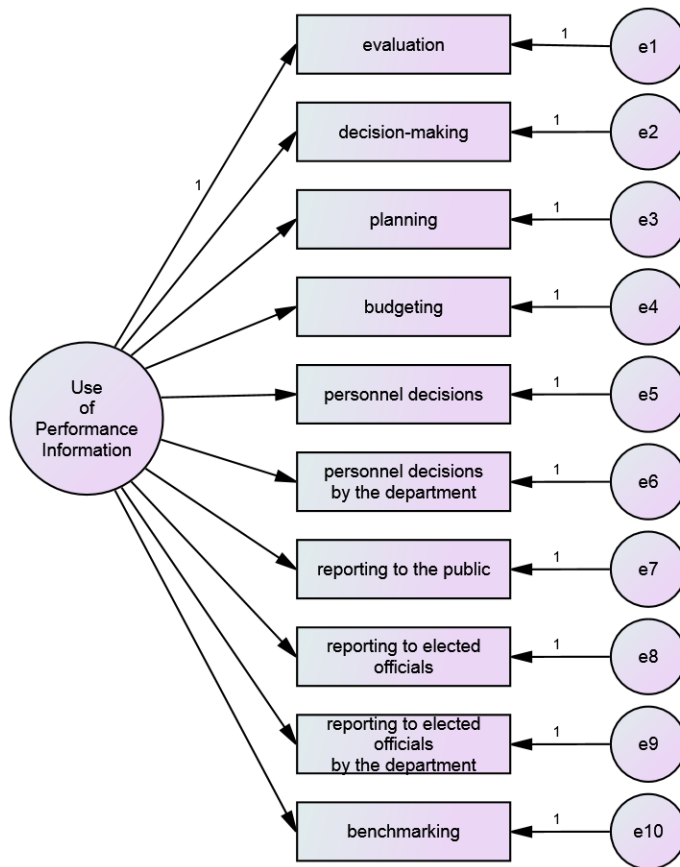 evaluation
1
e1
decision-making
1
e2
1
planning
1
e3
budgeting
1
e4
Use
of
Performance
Information
personnel decisions
1
e5
personnel decisions
by the department
1
e6
reporting to the public
1
e7
reporting to elected
officials
1
e8
reporting to elected
officials
by the department
1
e9
benchmarking
1
e10